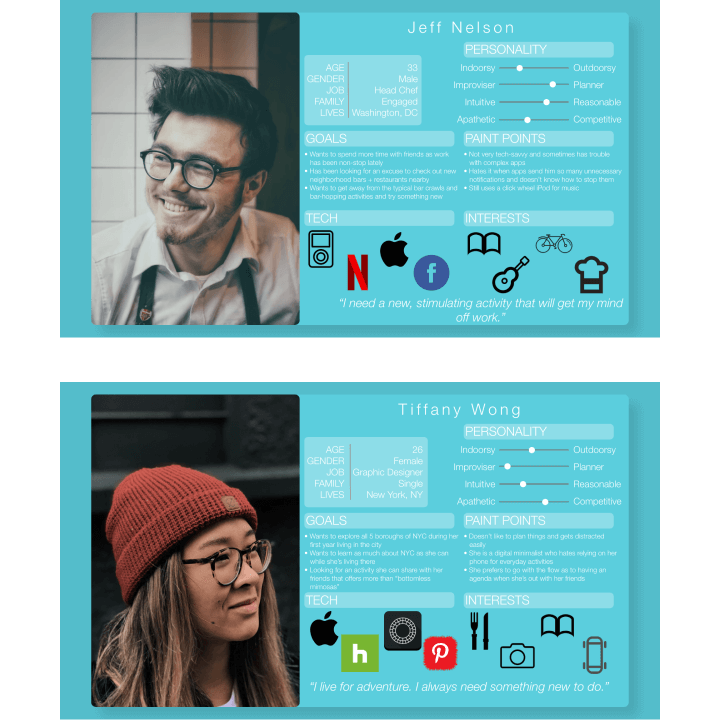 Jeff Nelson
PERSONALITY
AGE 33
GENDER Male
JOB Head Chef
FAMILY Engaged
LIVES Washington, DC
Indoorsy Outdoorsy
Improviser Planner
Intuitive Reasonable
Apathetic Competitive
GOALS
• Wants to spend more time with friends as work
has been non-stop lately
• Has been looking for an excuse to check out new
neighborhood bars + restaurants nearby
• Wants to get away from the typical bar crawls and
bar-hopping activities and try something new
PAINT POINTS
• Not very tech-savvy and sometimes has trouble
with complex apps
• Hates it when apps send him so many unnecessary
notifications and doesn't know how to stop them
• Still uses a click wheel iPod for music
TECH
INTERESTS
N
f
“I need a new, stimulating activity that will get my mind
off work.”
Tiffany Wong
PERSONALITY
AGE 26
GENDER Female
JOB Graphic Designer
FAMILY Single
LIVES New York, NY
Indoorsy Outdoorsy
Improviser Planner
Intuitive Reasonable
Apathetic Competitive
GOALS
• Wants to explore all 5 boroughs of NYC during her
first year living in the city
• Wants to learn as much about NYC as she can
while she's living there
• Looking for an activity she can share with her
friends that offers more than “bottomless
mimosas”
PAINT POINTS
• Doesn't like to plan things and gets distracted
easily
• She is a digital minimalist who hates relying on her
phone for everyday activities
• She prefers to go with the flow as to having an
agenda when she's out with her friends
TECH
INTERESTS
h
P
“I live for adventure. I always need something new to do.”